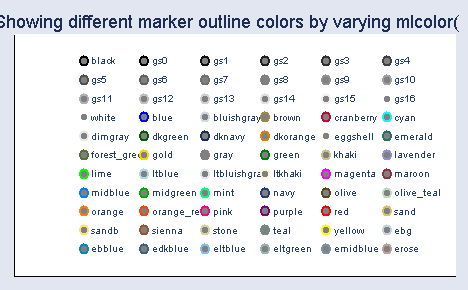 Showing different marker outline colors by varying mlcolor(
black gs0 gs1 gs2 gs3 gs4
gs5 gs6 gs7 gs8 gs9 gs10
gs11 gs12 gs13 gs14 gs15 gs16
white blue bluishgray brown cranberry cyan
dimgray dkgreen dknavy dkorange eggshell emerald
forest_gre gold gray green khaki lavender
lime ltblue ltbluishgra ltkhaki magenta maroon
midblue midgreen mint navy olive olive_teal
orange orange_re pink purple red sand
sandb sienna stone teal yellow ebg
ebblue edkblue eltblue eltgreen emidblue erose